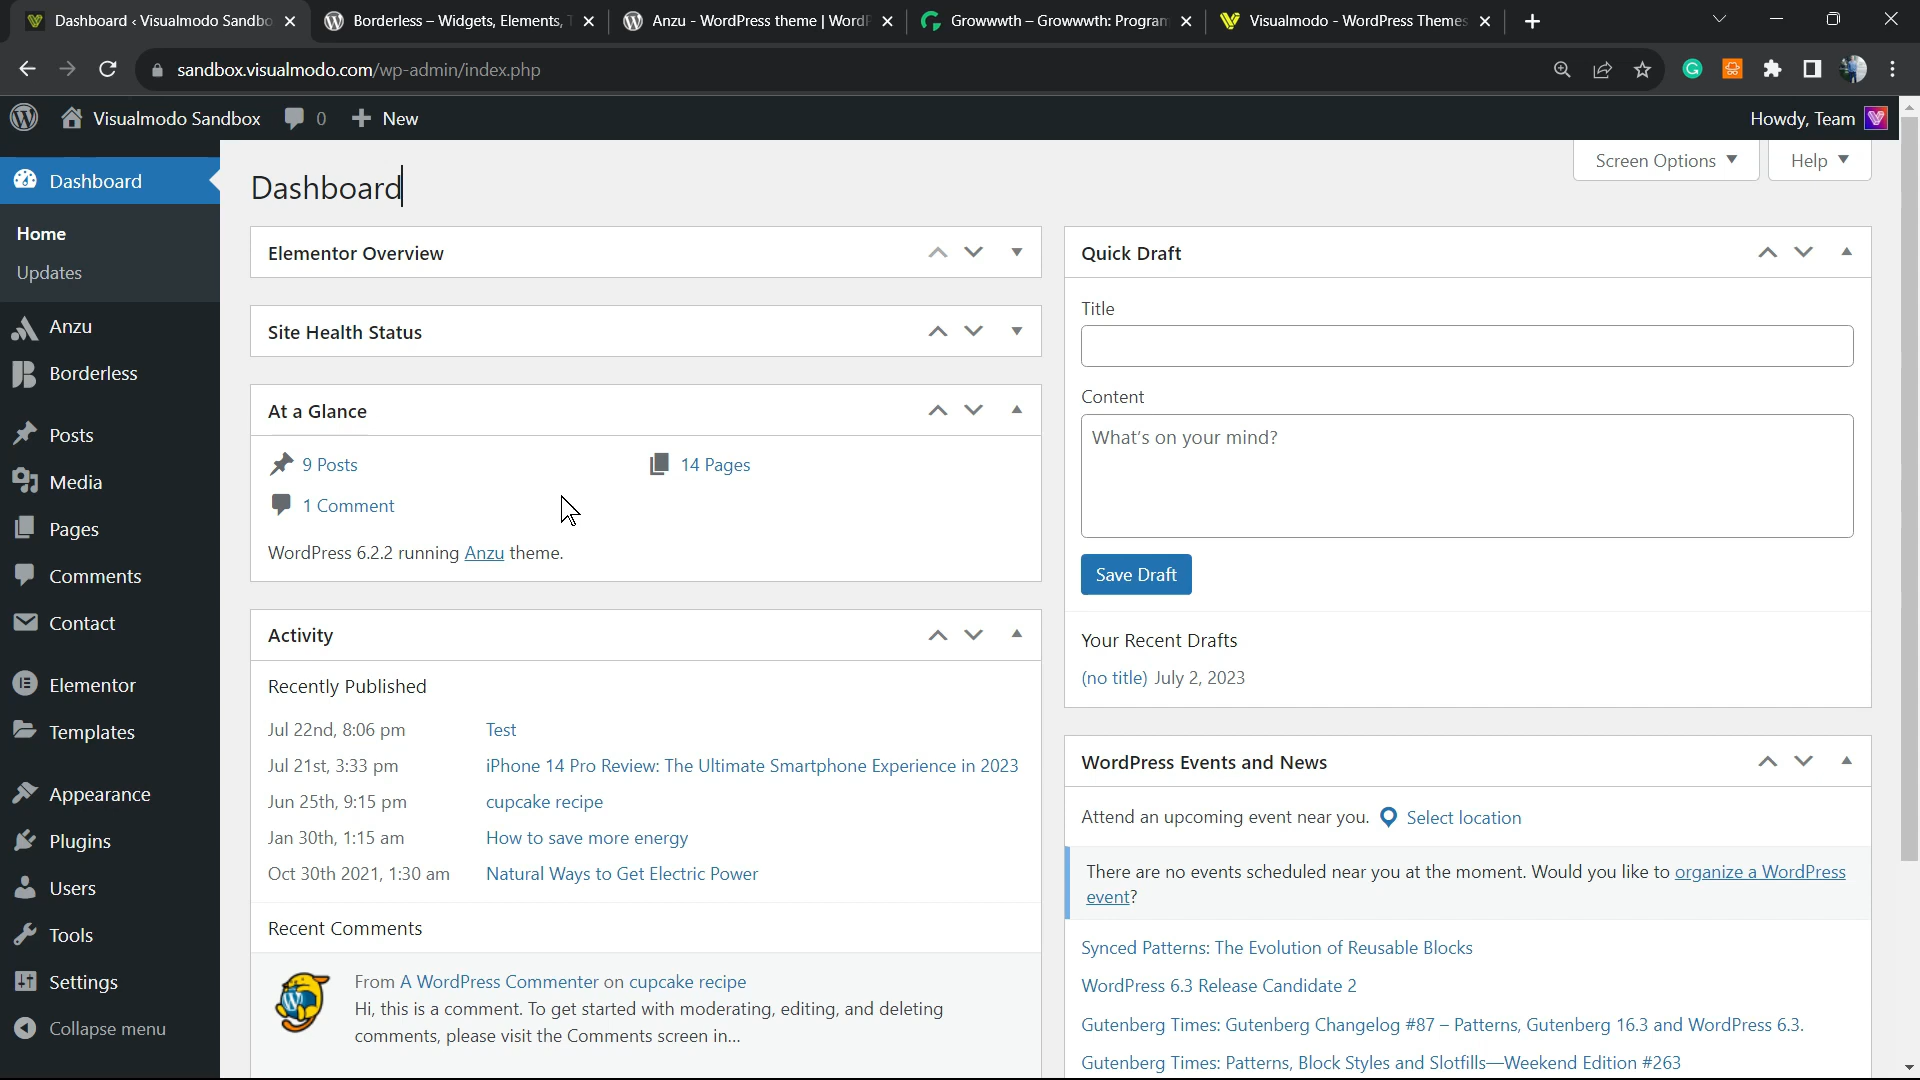 Dashboard ‹ Visualmodo Sandbo
Borderless – Widgets, Elements, T
Anzu - WordPress theme | WordP
Growwwth – Growwwth: Program
Visualmodo - WordPress Themes
sandbox.visualmodo.com/wp-admin/index.php
Visualmodo Sandbox
0
New
Howdy, Team
Dashboard
Home
Updates
Anzu
Borderless
Posts
Media
Pages
Comments
Contact
Elementor
Templates
Appearance
Plugins
Users
Tools
Settings
Collapse menu
Screen Options
Help
Dashboard
Elementor Overview
Site Health Status
At a Glance
9 Posts
14 Pages
1 Comment
WordPress 6.2.2 running Anzu theme.
Activity
Recently Published
Jul 22nd, 8:06 pm Test
Jul 21st, 3:33 pm iPhone 14 Pro Review: The Ultimate Smartphone Experience in 2023
Jun 25th, 9:15 pm cupcake recipe
Jan 30th, 1:15 am How to save more energy
Oct 30th 2021, 1:30 am Natural Ways to Get Electric Power
Recent Comments
From A WordPress Commenter on cupcake recipe
Hi, this is a comment. To get started with moderating, editing, and deleting
comments, please visit the Comments screen in...
Quick Draft
Title
Content
What's on your mind?
Save Draft
Your Recent Drafts
(no title) July 2, 2023
WordPress Events and News
Attend an upcoming event near you. Select location
There are no events scheduled near you at the moment. Would you like to organize a WordPress
event?
Synced Patterns: The Evolution of Reusable Blocks
WordPress 6.3 Release Candidate 2
Gutenberg Times: Gutenberg Changelog #87 – Patterns, Gutenberg 16.3 and WordPress 6.3.
Gutenberg Times: Patterns, Block Styles and Slotfills—Weekend Edition #263